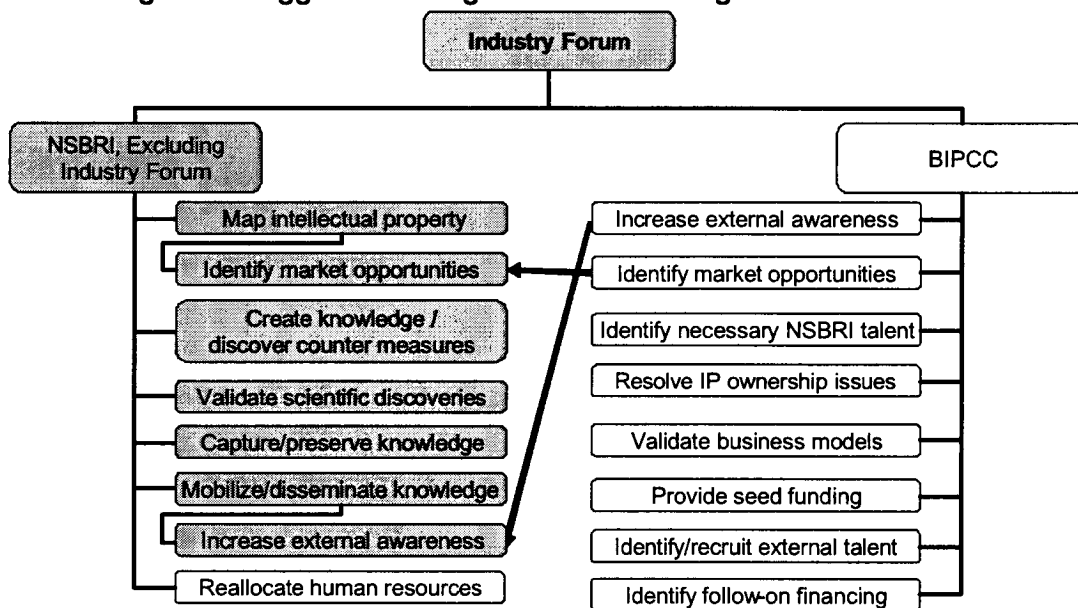 Industry Forum
NSBRI, Excluding
Industry Forum
Map intellectual property
Identify market opportunities
Create knowledge /
discover counter measures
Validate scientific discoveries
Capture/preserve knowledge
Mobilize/disseminate knowledge
Increase external awareness
Reallocate human resources
BIPCC
Increase external awareness
Identify market opportunities
Identify necessary NSBRI talent
Resolve IP ownership issues
Validate business models
Provide seed funding
Identify/recruit external talent
Identify follow-on financing